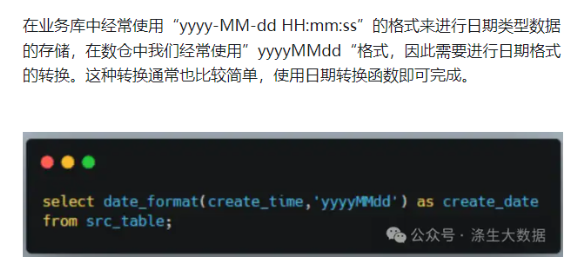 在业务库中经常使用“yyyy-MM-dd HH:mm:ss”的格式来进行日期类型数据
的存储，在数仓中我们经常使用”yyyyMMdd“格式，因此需要进行日期格式
的转换。这种转换通常也比较简单，使用日期转换函数即可完成。
select date_format(create_time,'yyyyMMdd') as create_date
from src_table;
公众号 · 涤生大数据